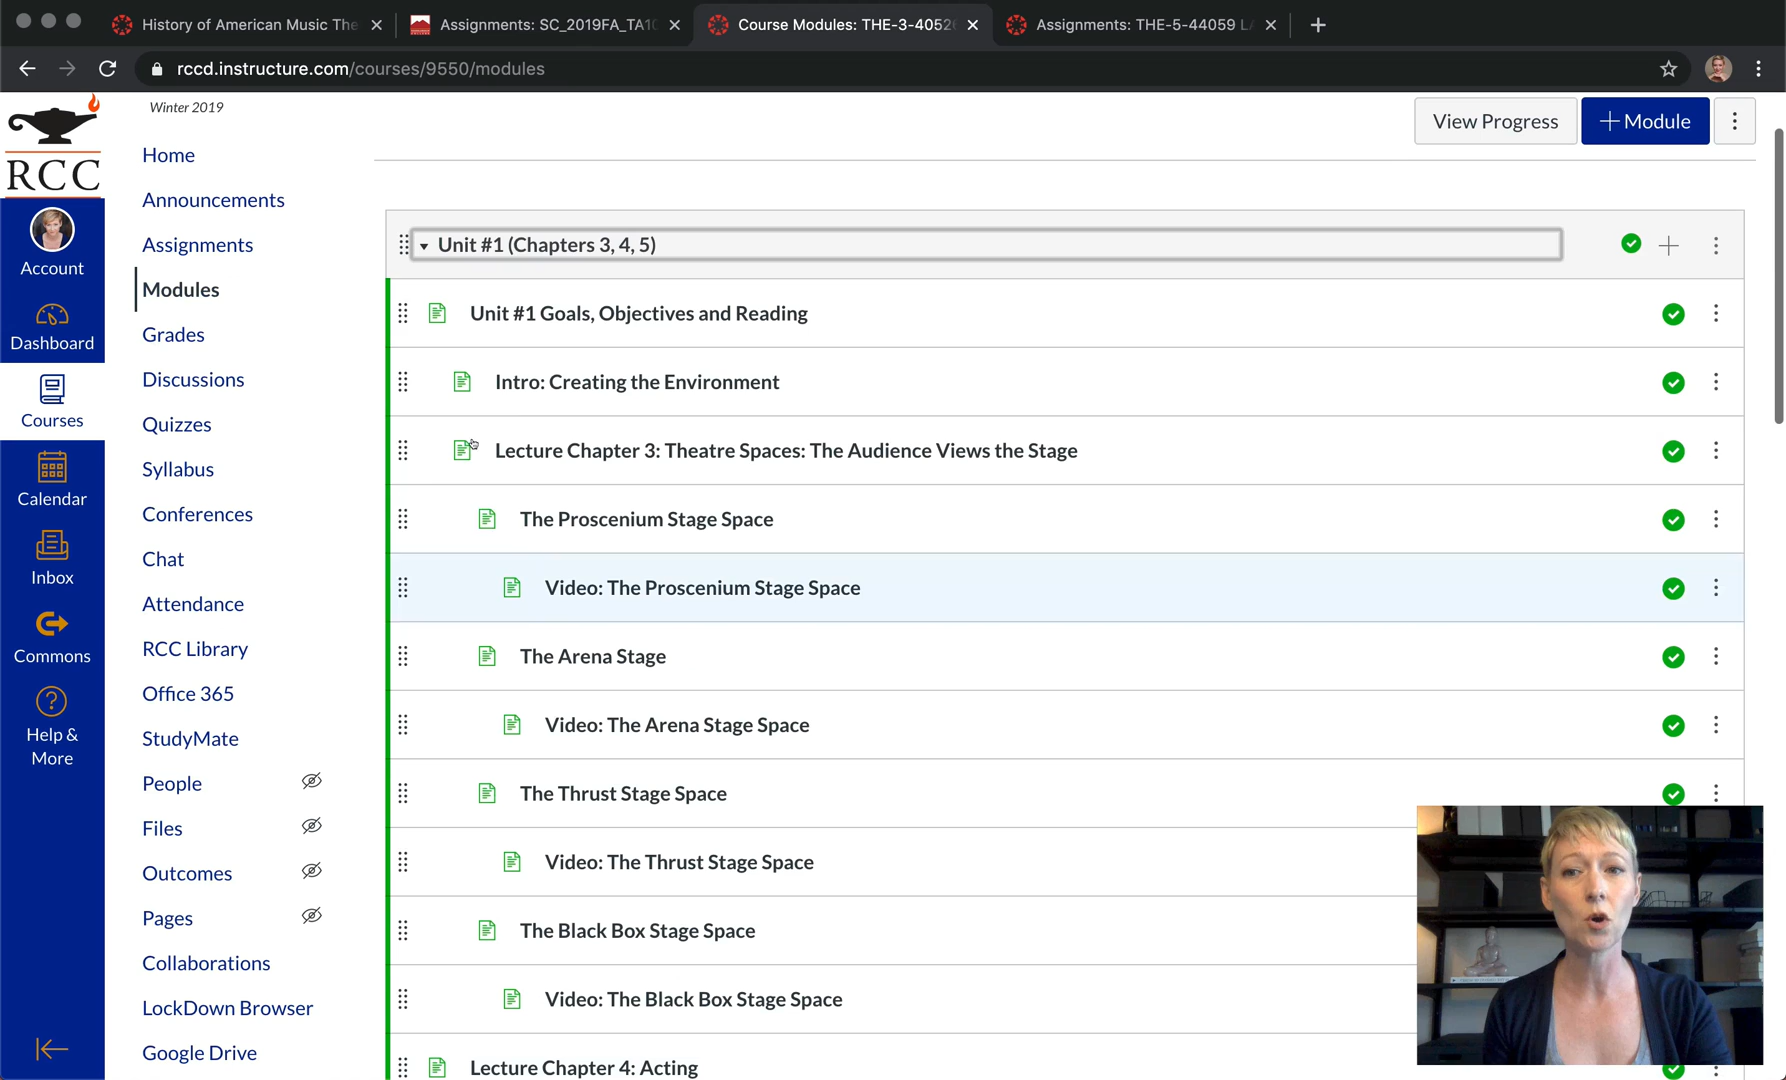 History of American Music The
Assignments: SC_2019FA_TA10
Course Modules: THE-3-40526
Assignments: THE-5-44059 LA
rccd.instructure.com/courses/9550/modules
RCC
Account
Dashboard
Courses
Calendar
Inbox
Commons
Help &
More
Winter 2019
Home
Announcements
Assignments
Modules
Grades
Discussions
Quizzes
Syllabus
Conferences
Chat
Attendance
RCC Library
Office 365
StudyMate
People
Files
Outcomes
Pages
Collaborations
LockDown Browser
Google Drive
View Progress
+ Module
Unit #1 (Chapters 3, 4, 5)
Unit #1 Goals, Objectives and Reading
Intro: Creating the Environment
Lecture Chapter 3: Theatre Spaces: The Audience Views the Stage
The Proscenium Stage Space
Video: The Proscenium Stage Space
The Arena Stage
Video: The Arena Stage Space
The Thrust Stage Space
Video: The Thrust Stage Space
The Black Box Stage Space
Video: The Black Box Stage Space
Lecture Chapter 4: Acting